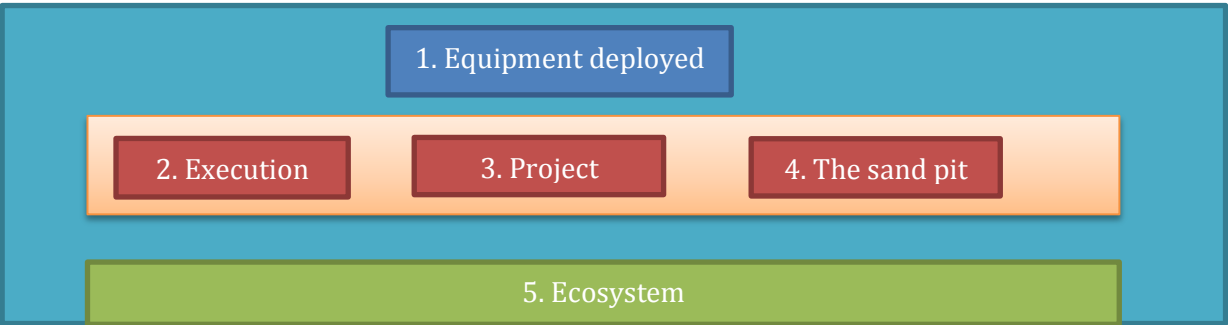 1. Equipment deployed
2. Execution
3. Project
4. The sand pit
5. Ecosystem